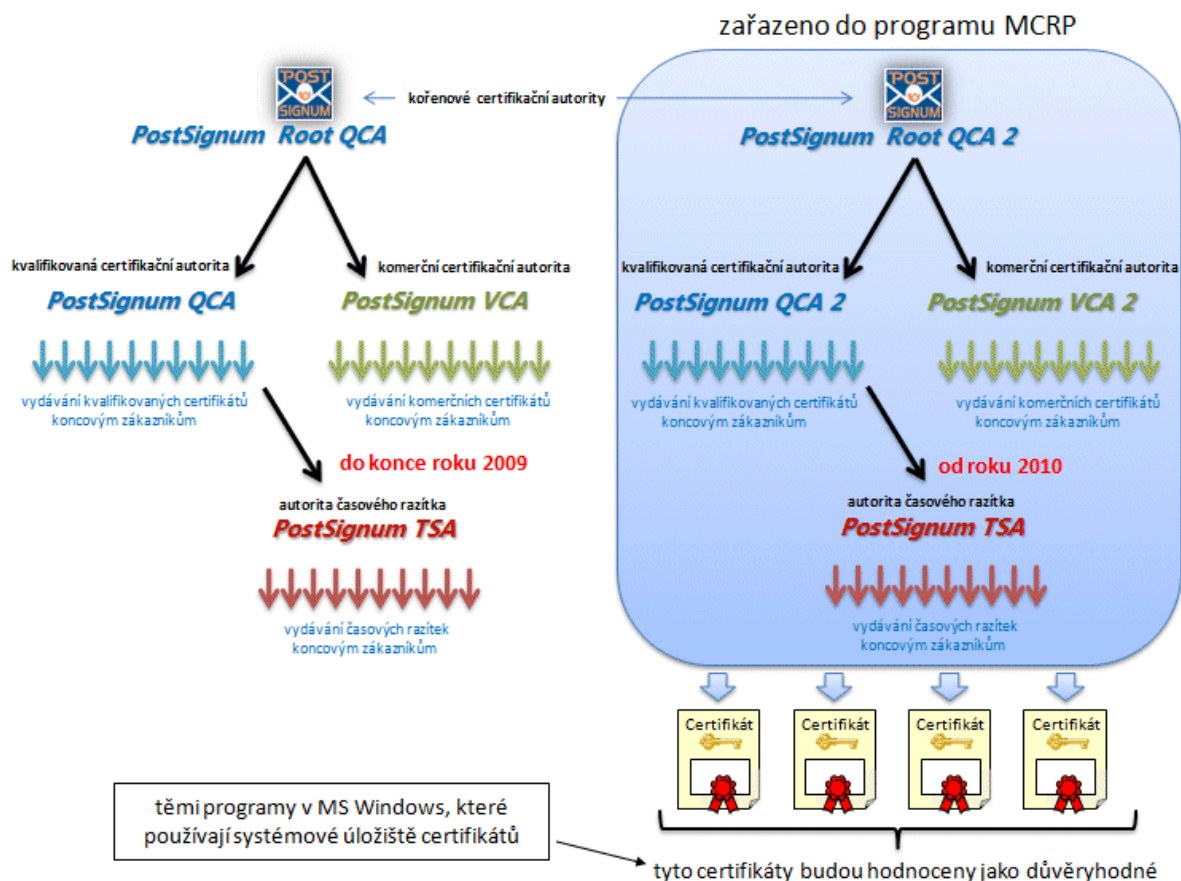 zařazeno do programu MCRP
POST
SIGNUM
kořenové certifikační autority
POST
SIGNUM
PostSignum Root QCA
PostSignum Root QCA 2
kvalifikovaná certifikační autorita
komerční certifikační autorita
kvalifikovaná certifikační autorita
komerční certifikační autorita
PostSignum QCA
PostSignum VCA
PostSignum QCA 2
PostSignum VCA 2
vydávání kvalifikovaných certifikátů
koncovým zákazníkům
vydávání komerčních certifikátů
koncovým zákazníkům
vydávání kvalifikovaných certifikátů
koncovým zákazníkům
vydávání komerčních certifikátů
koncovým zákazníkům
do konce roku 2009
od roku 2010
autorita časového razítka
PostSignum TSA
autorita časového razítka
PostSignum TSA
vydávání časových razítek
koncovým zákazníkům
vydávání časových razítek
koncovým zákazníkům
Certifikát
Certifikát
Certifikát
Certifikát
těmi programy v MS Windows, které
používají systémové úložiště certifikátů
tyto certifikáty budou hodnoceny jako důvěryhodné